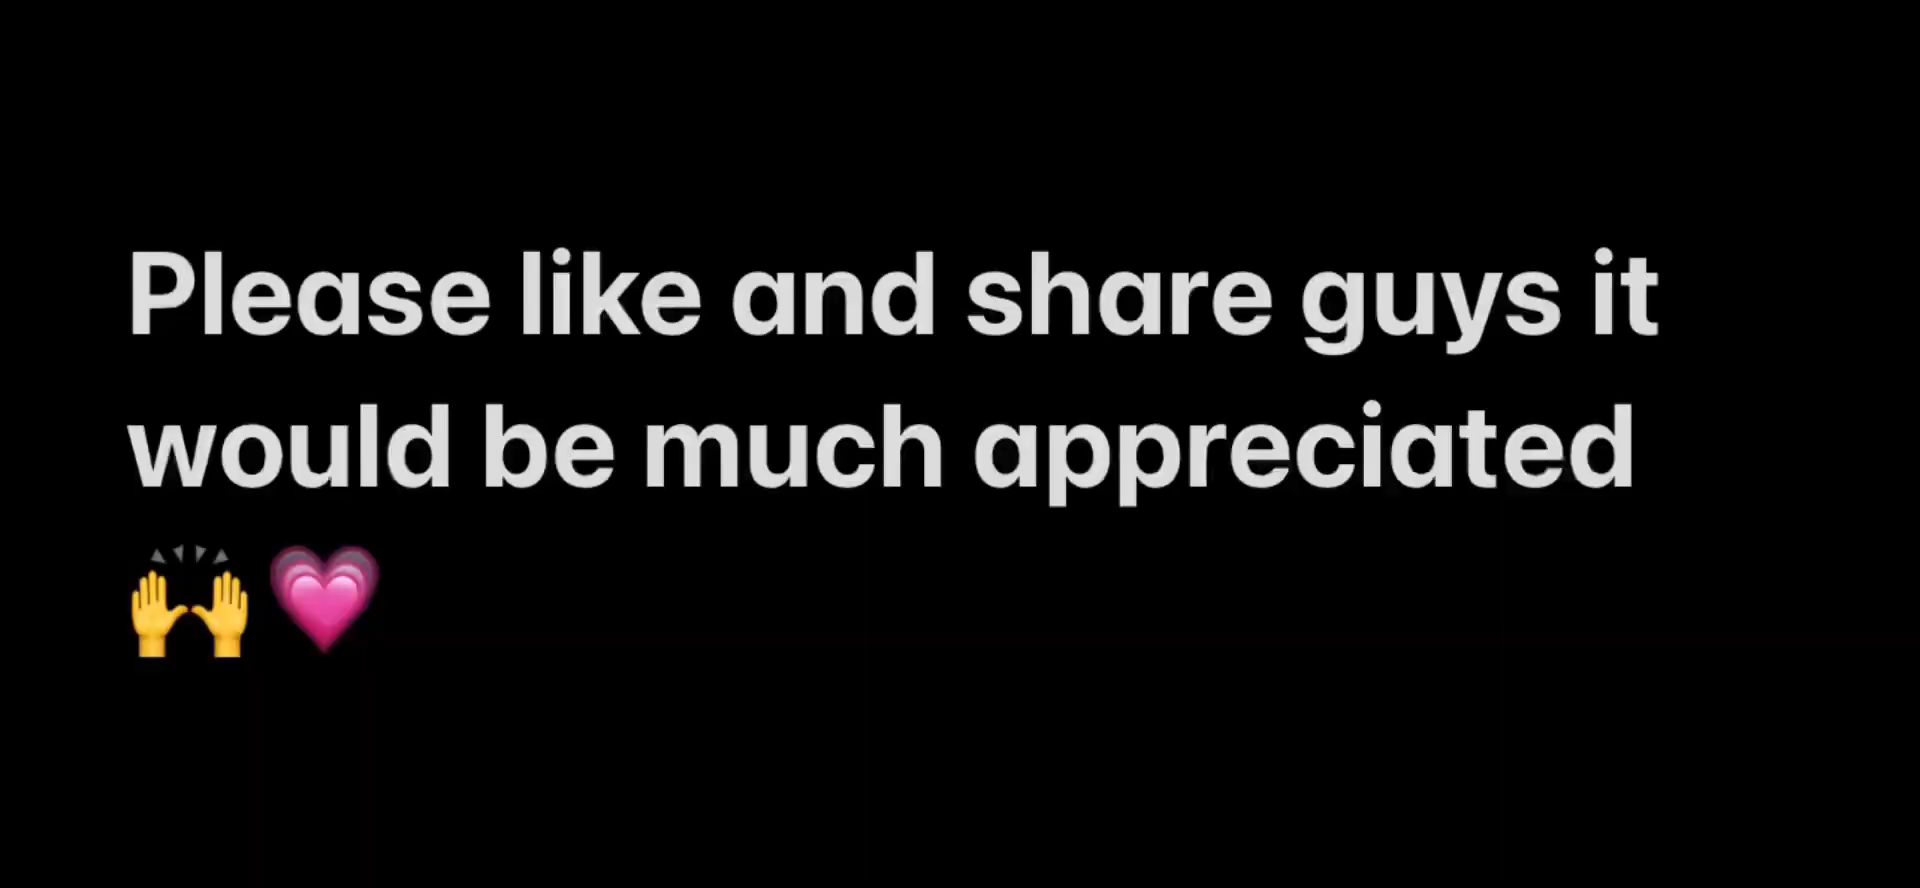 Please like and share guys it
would be much appreciated
🙌💗